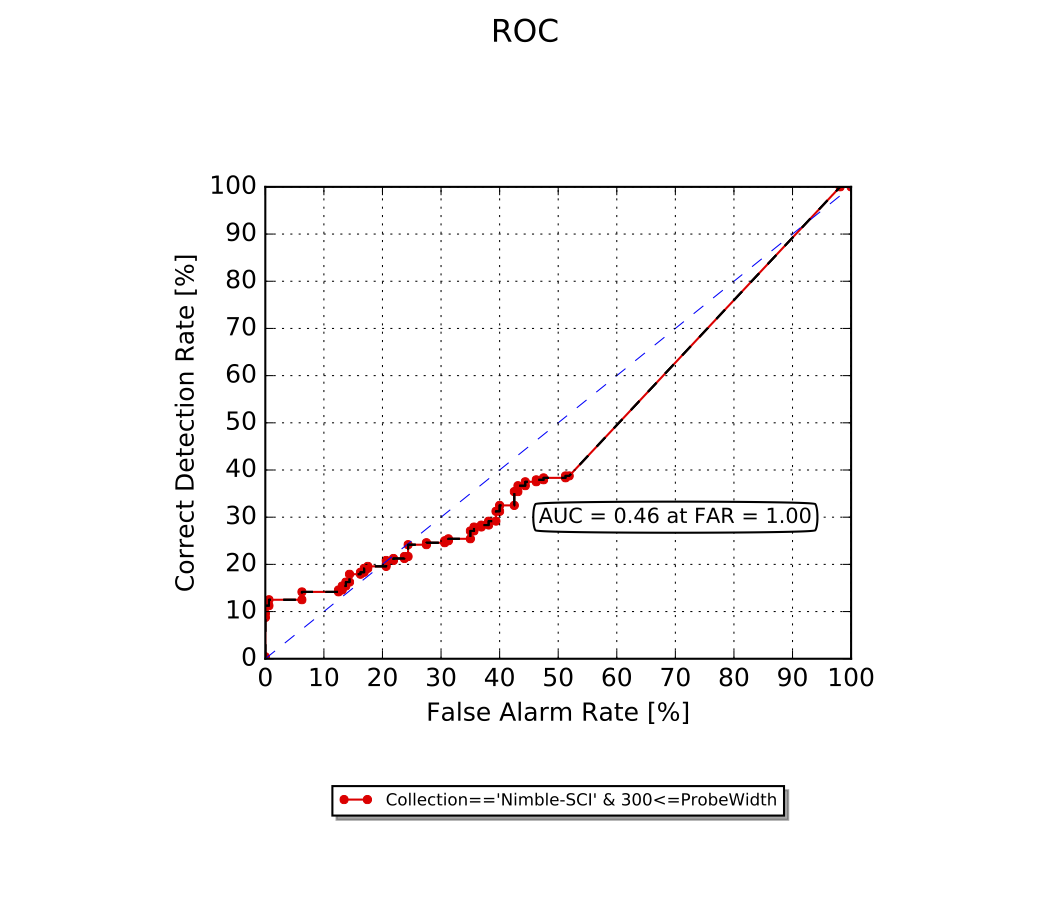 ROC
100
90
80
70
60
50
40
30
20
10
0
Correct Detection Rate [%]
AUC = 0.46 at FAR = 1.00
0 10 20 30 40 50 60 70 80 90 100
False Alarm Rate [%]
Collection=='Nimble-SCI' & 300<=ProbeWidth